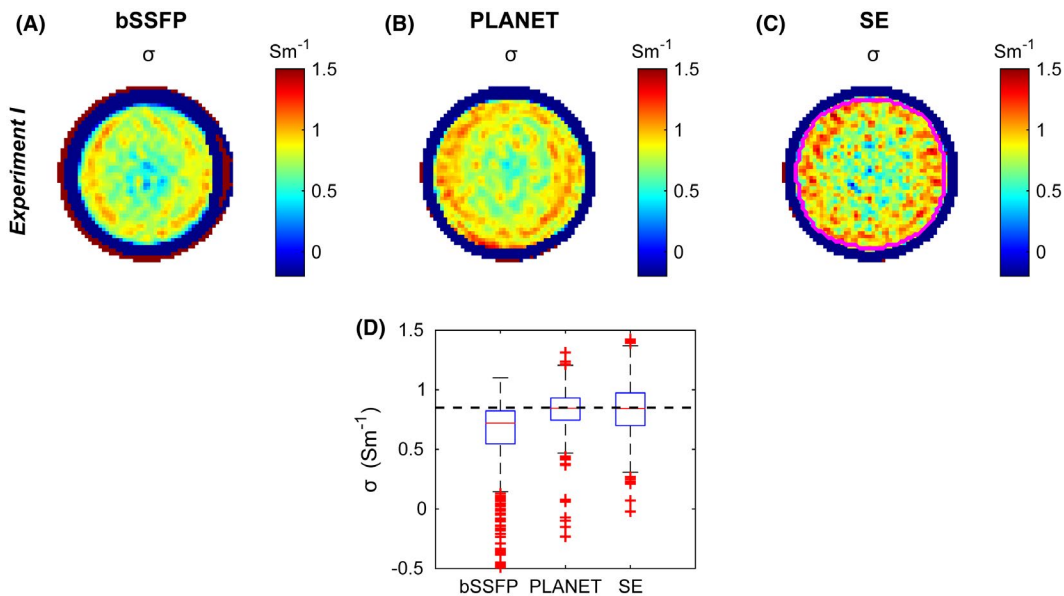 (A) bSSFP
(B) PLANET
(C) SE
σ Sm⁻¹
σ Sm⁻¹
σ Sm⁻¹
Experiment I
1.5
1
0.5
0
1.5
1
0.5
0
1.5
1
0.5
0
(D)
σ (Sm⁻¹)
1.5
1
0.5
0
-0.5
bSSFP PLANET SE